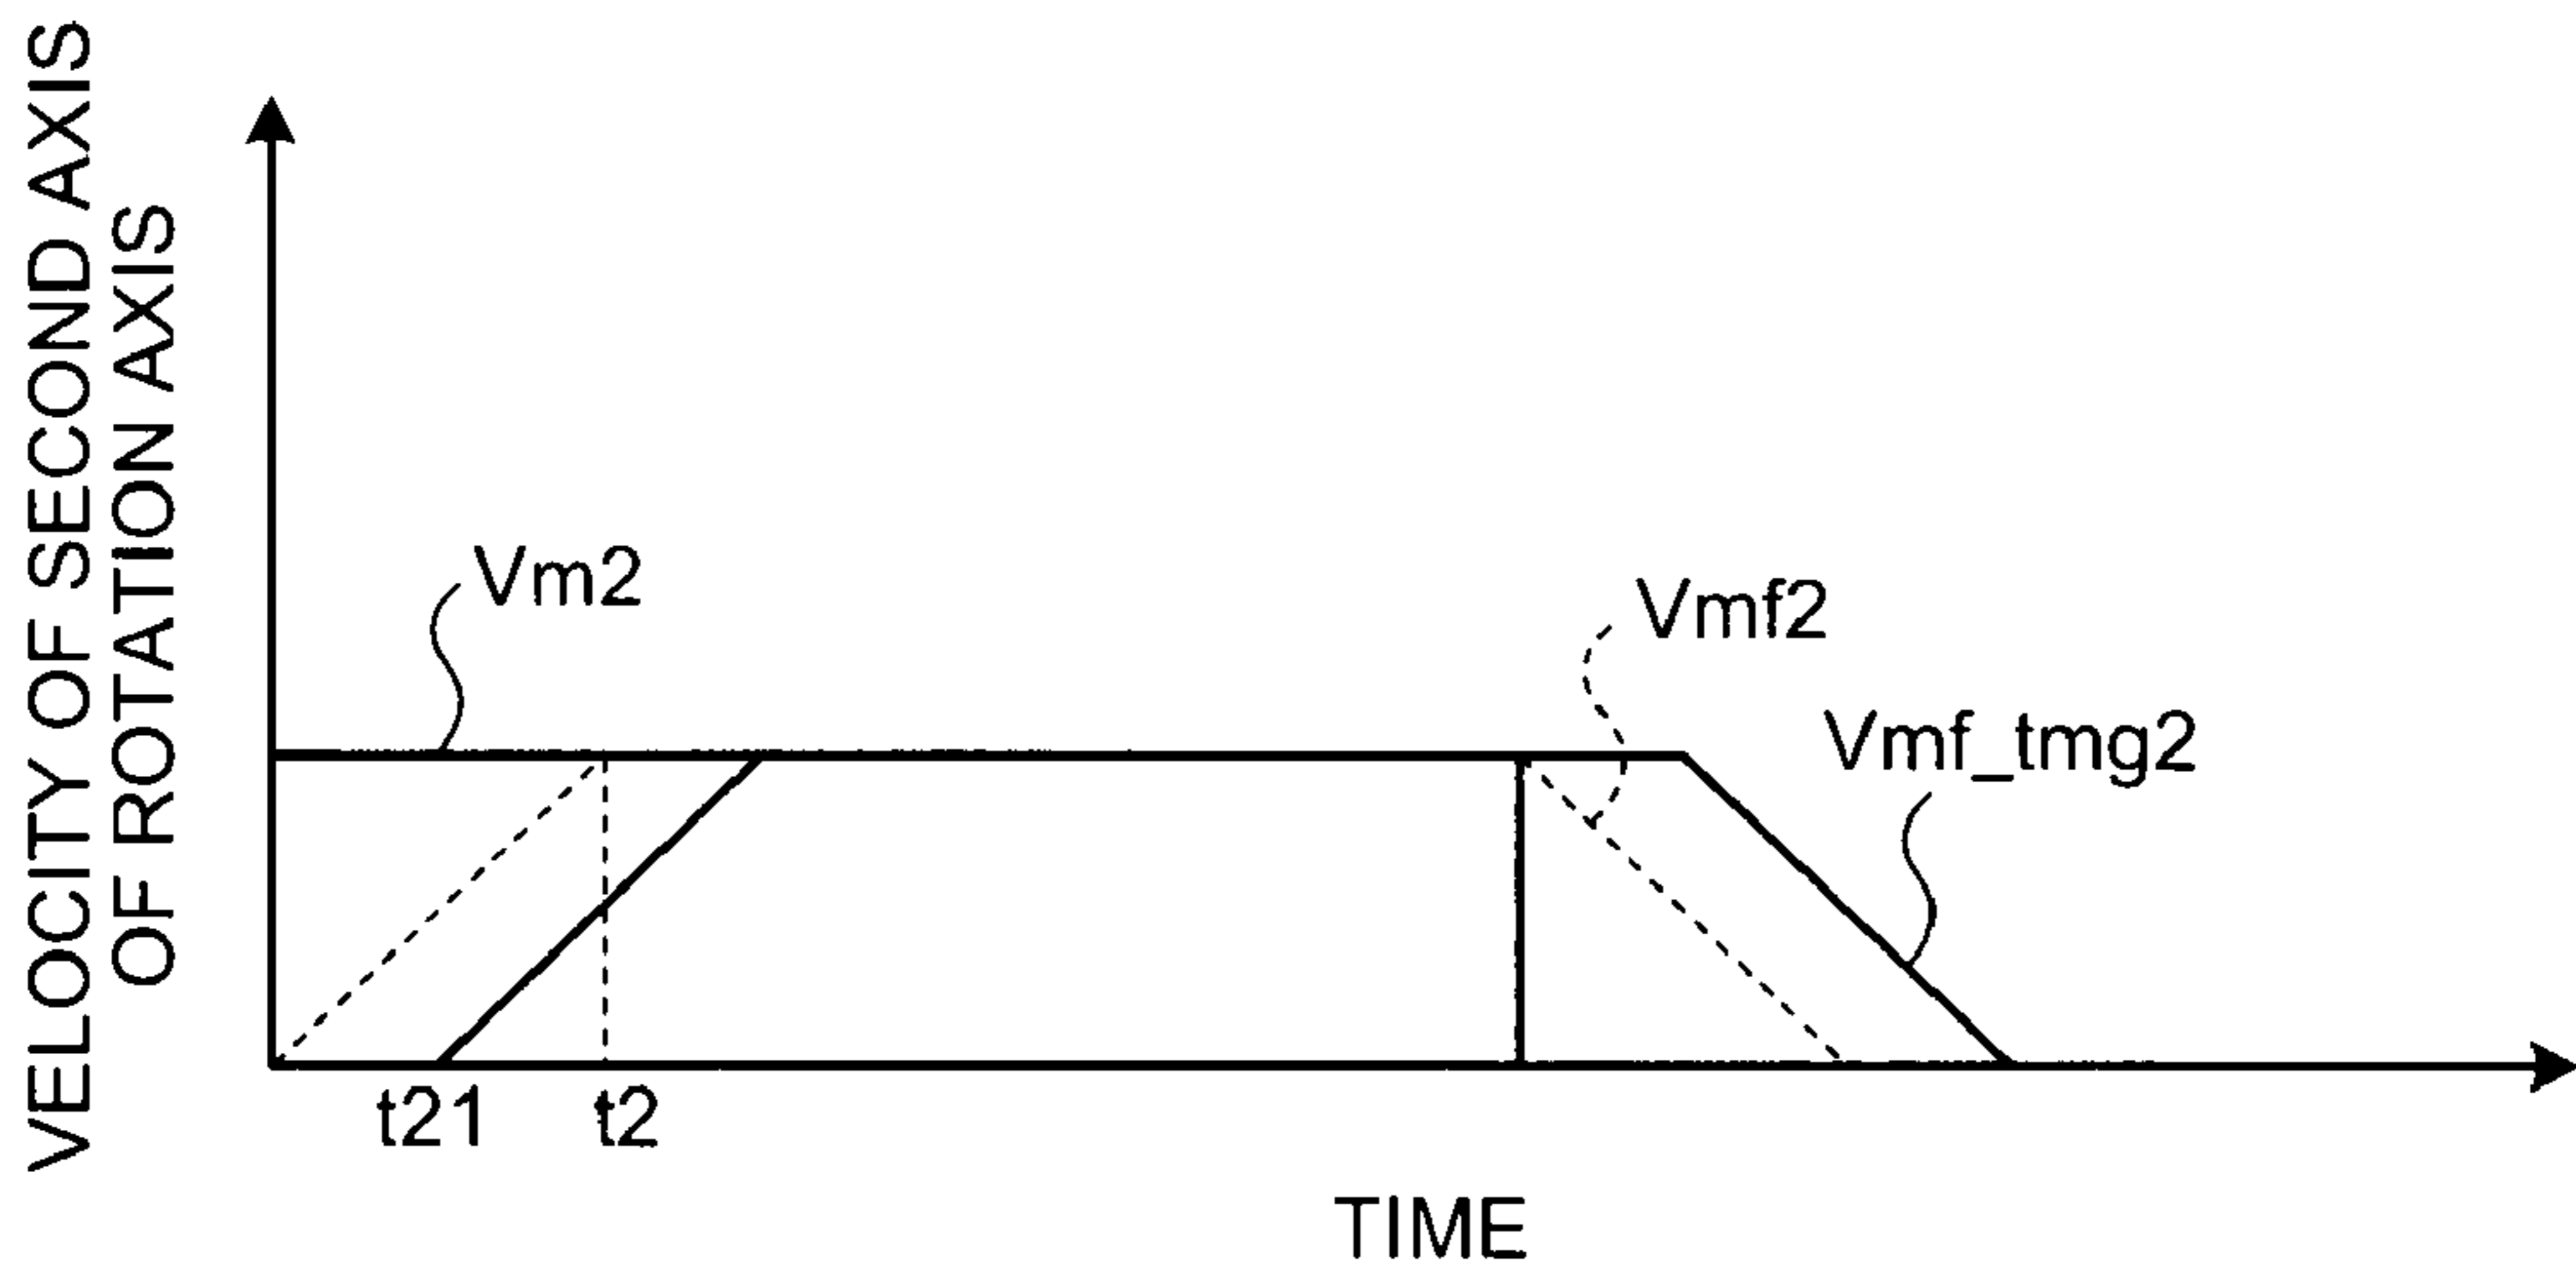 VELOCITY OF SECOND AXIS
OF ROTATION AXIS
Vm2
Vmf2
Vmf_tmg2
t21
t2
TIME